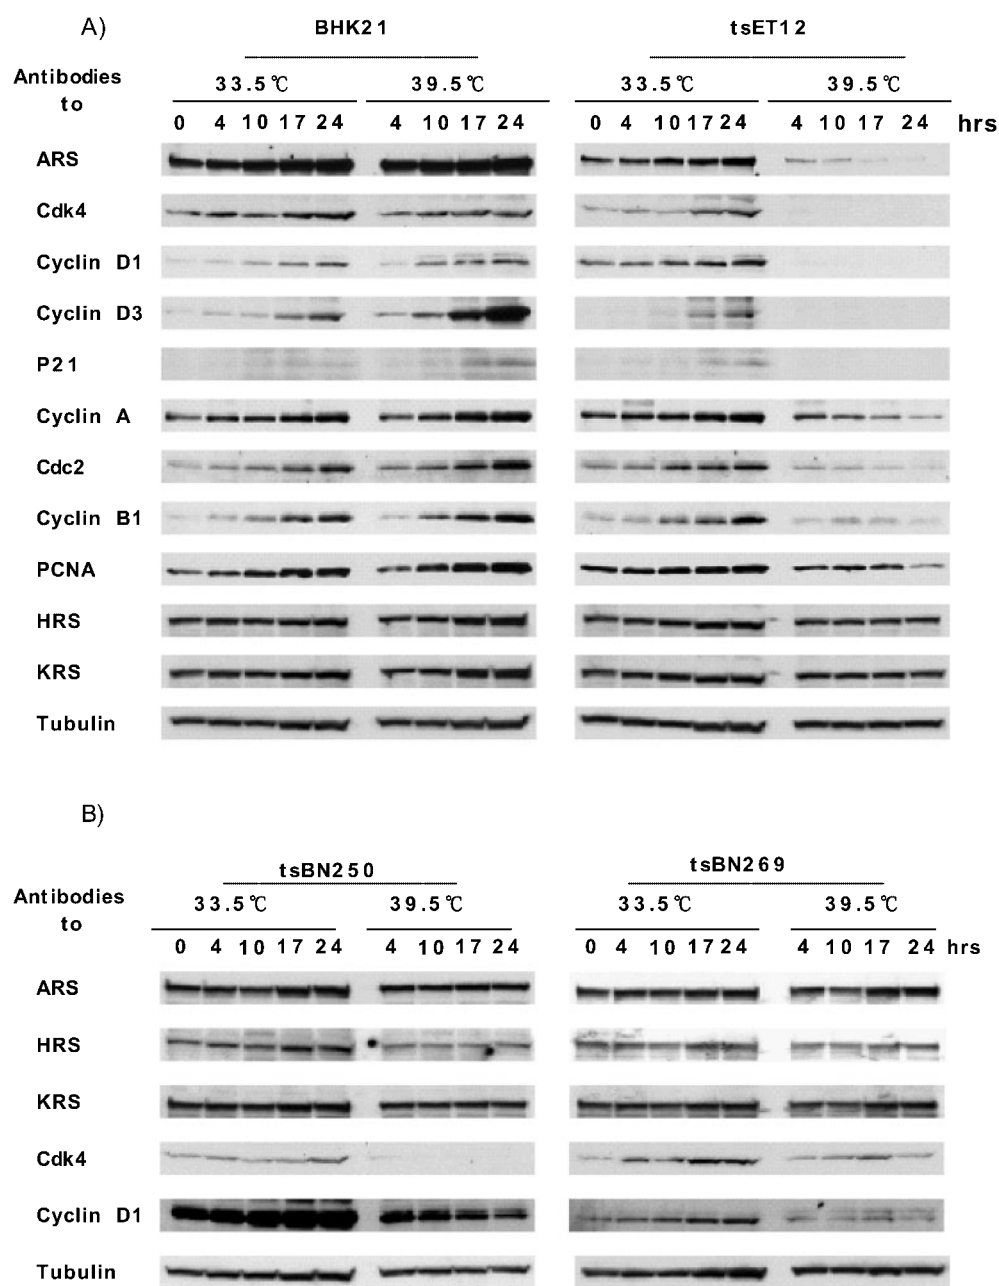 A)
BHK21 tsET12
Antibodies to
33.5℃ 39.5℃ 33.5℃ 39.5℃
0 4 10 17 24 4 10 17 24 0 4 10 17 24 4 10 17 24 hrs
ARS
Cdk4
Cyclin D1
Cyclin D3
P21
Cyclin A
Cdc2
Cyclin B1
PCNA
HRS
KRS
Tubulin
B)
tsBN250 tsBN269
Antibodies to
33.5℃ 39.5℃ 33.5℃ 39.5℃
0 4 10 17 24 4 10 17 24 0 4 10 17 24 4 10 17 24 hrs
ARS
HRS
KRS
Cdk4
Cyclin D1
Tubulin